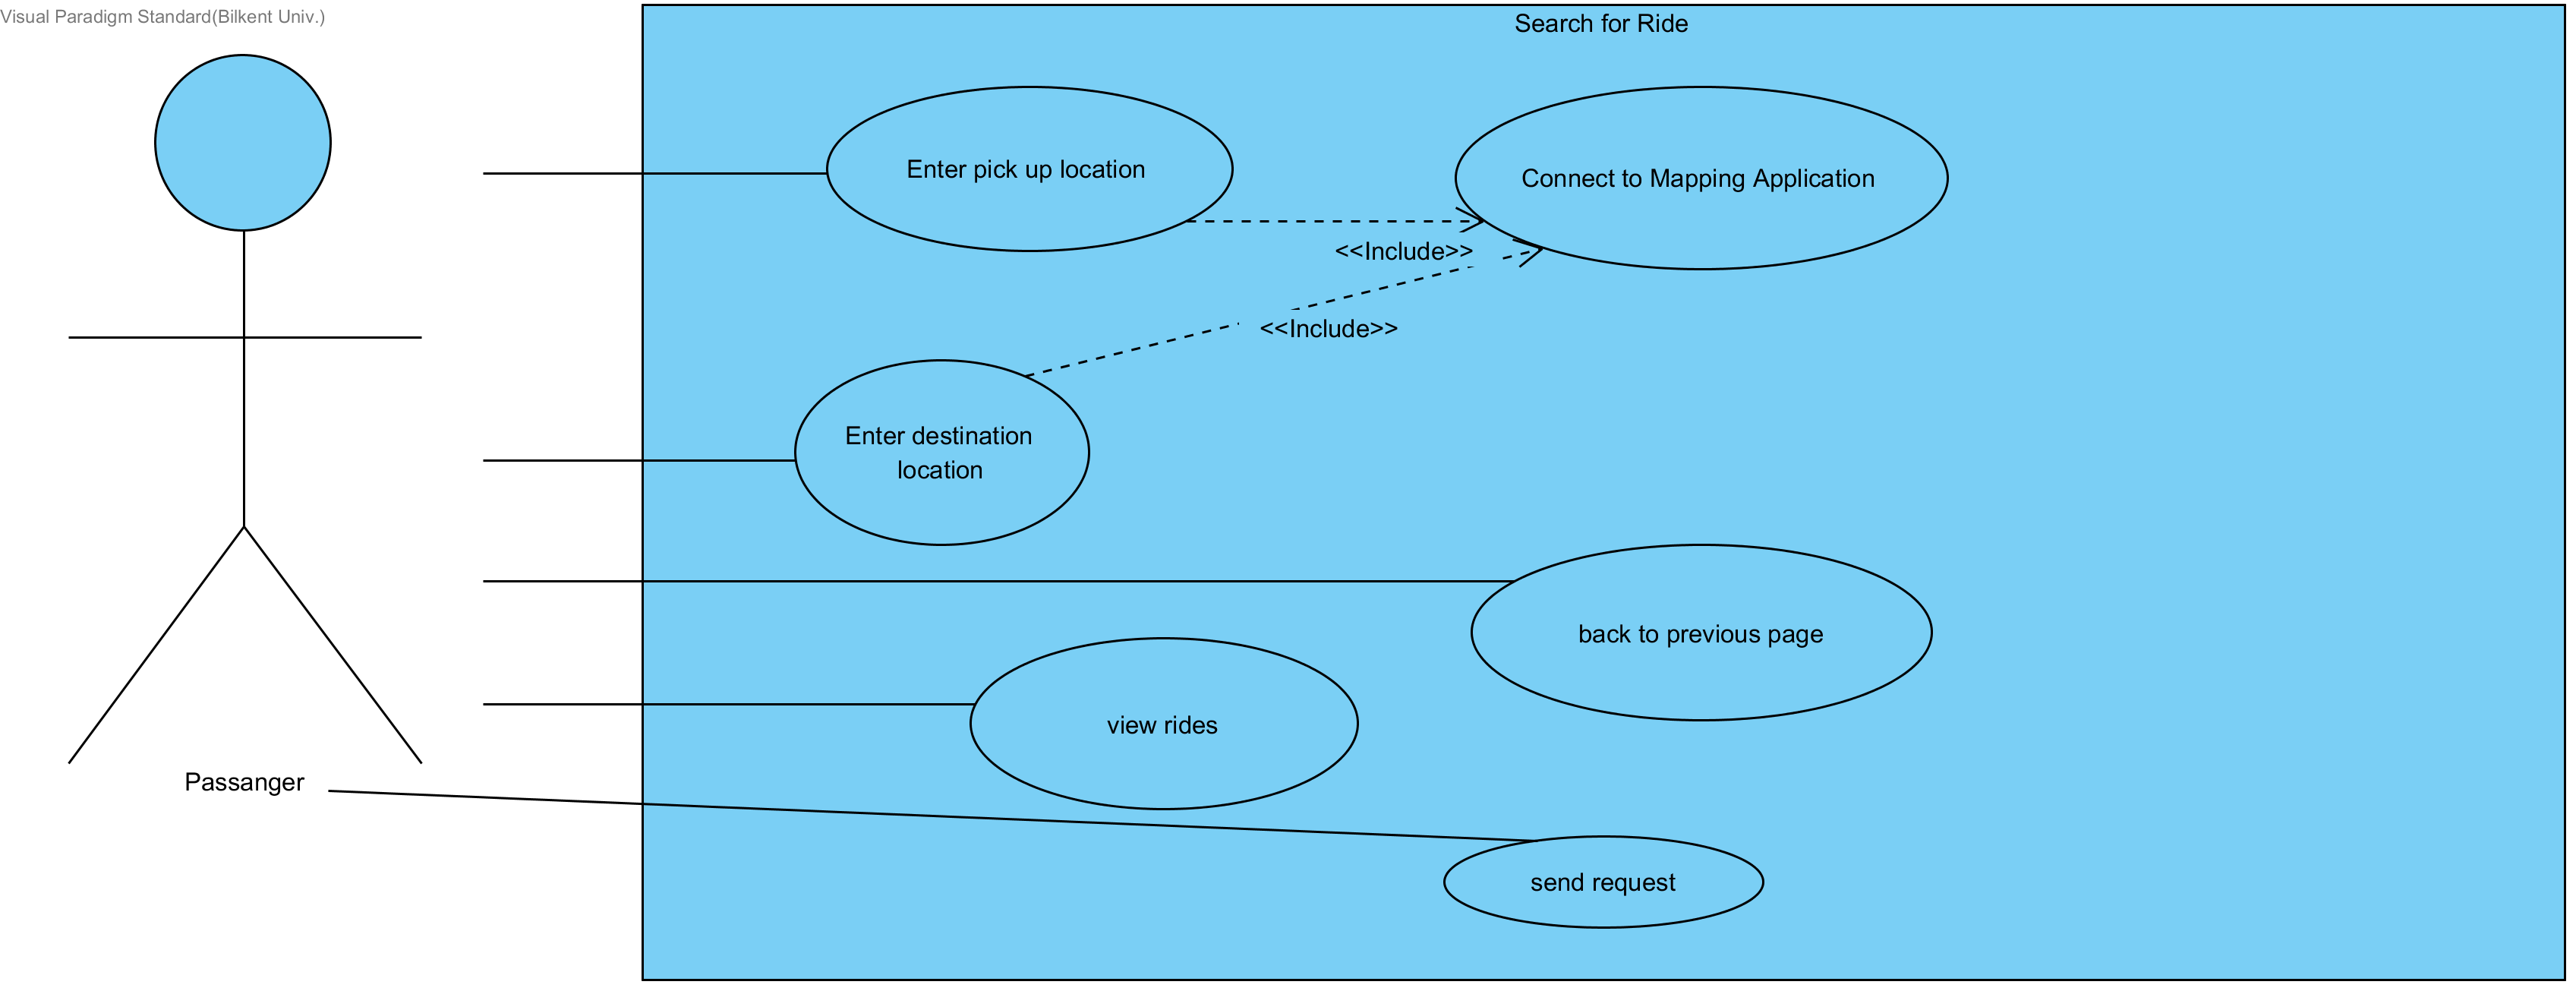 Visual Paradigm Standard(Bilkent Univ.)
Search for Ride
Enter pick up location
Connect to Mapping Application
<<Include>>
<<Include>>
Enter destination
location
back to previous page
view rides
Passanger
send request